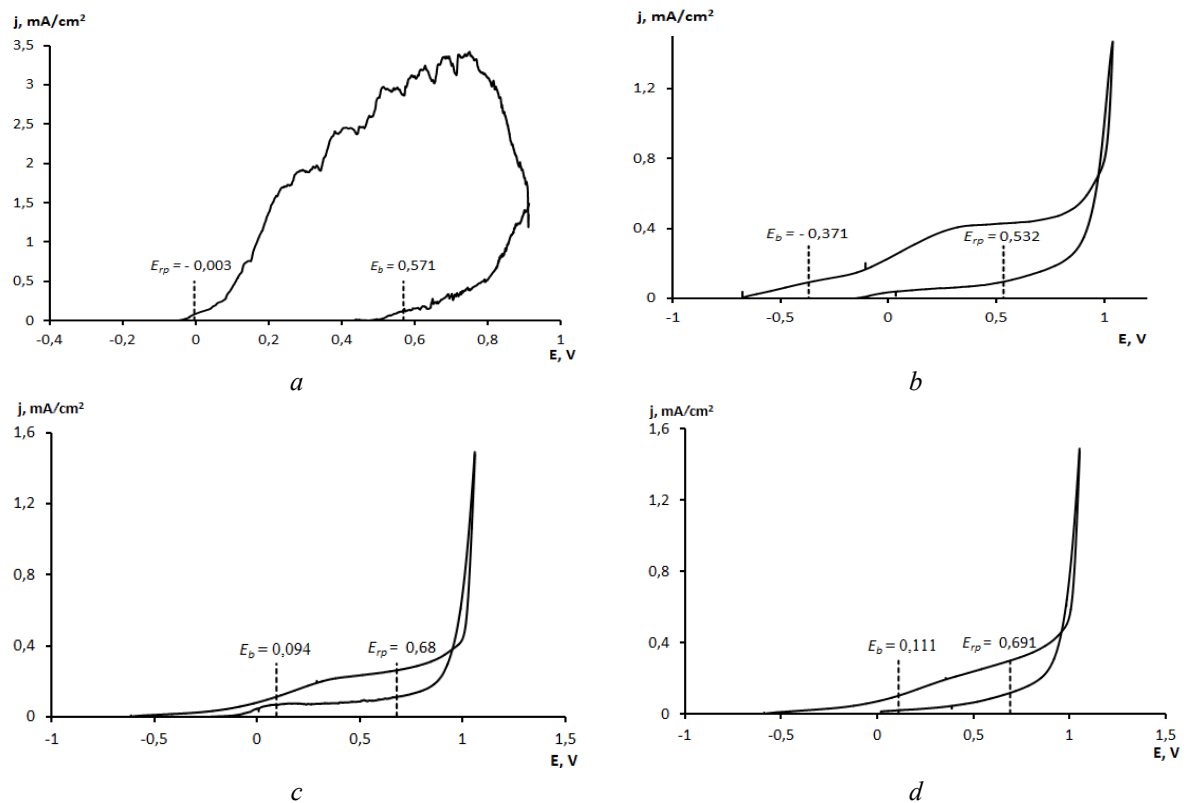 j, mA/cm²
3,5
3
2,5
2
1,5
1
0,5
0
E_rp = - 0,003
E_b = 0,571
-0,4 -0,2 0 0,2 0,4 0,6 0,8 1
E, V
a
j, mA/cm²
1,2
0,8
0,4
0
E_b = - 0,371
E_rp = 0,532
-1 -0,5 0 0,5 1
E, V
b
j, mA/cm²
1,6
1,2
0,8
0,4
0
E_b = 0,094
E_rp = 0,68
-1 -0,5 0 0,5 1 1,5
E, V
c
j, mA/cm²
1,6
1,2
0,8
0,4
0
E_b = 0,111
E_rp = 0,691
-1 -0,5 0 0,5 1 1,5
E, V
d